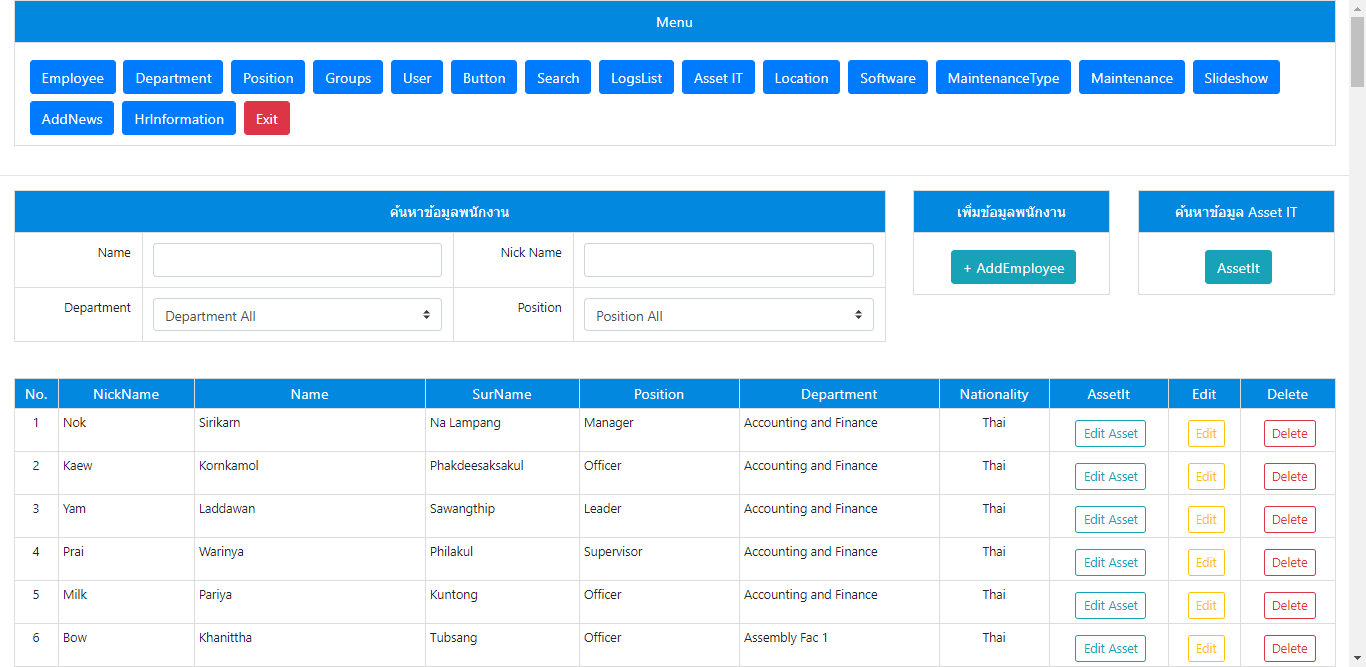 Menu
Employee Department Position Groups User Button Search LogsList Asset IT Location Software MaintenanceType Maintenance Slideshow
AddNews HrInformation Exit
ค้นหาข้อมูลพนักงาน เพิ่มข้อมูลพนักงาน ค้นหาข้อมูล Asset IT
Name Nick Name + AddEmployee AssetIt
Department Department All Position Position All
No. NickName Name SurName Position Department Nationality AssetIt Edit Delete
1 Nok Sirikarn Na Lampang Manager Accounting and Finance Thai Edit Asset Edit Delete
2 Kaew Kornkamol Phakdeesaksakul Officer Accounting and Finance Thai Edit Asset Edit Delete
3 Yam Laddawan Sawangthip Leader Accounting and Finance Thai Edit Asset Edit Delete
4 Prai Warinya Philakul Supervisor Accounting and Finance Thai Edit Asset Edit Delete
5 Milk Pariya Kuntong Officer Accounting and Finance Thai Edit Asset Edit Delete
6 Bow Khanittha Tubsang Officer Assembly Fac 1 Thai Edit Asset Edit Delete